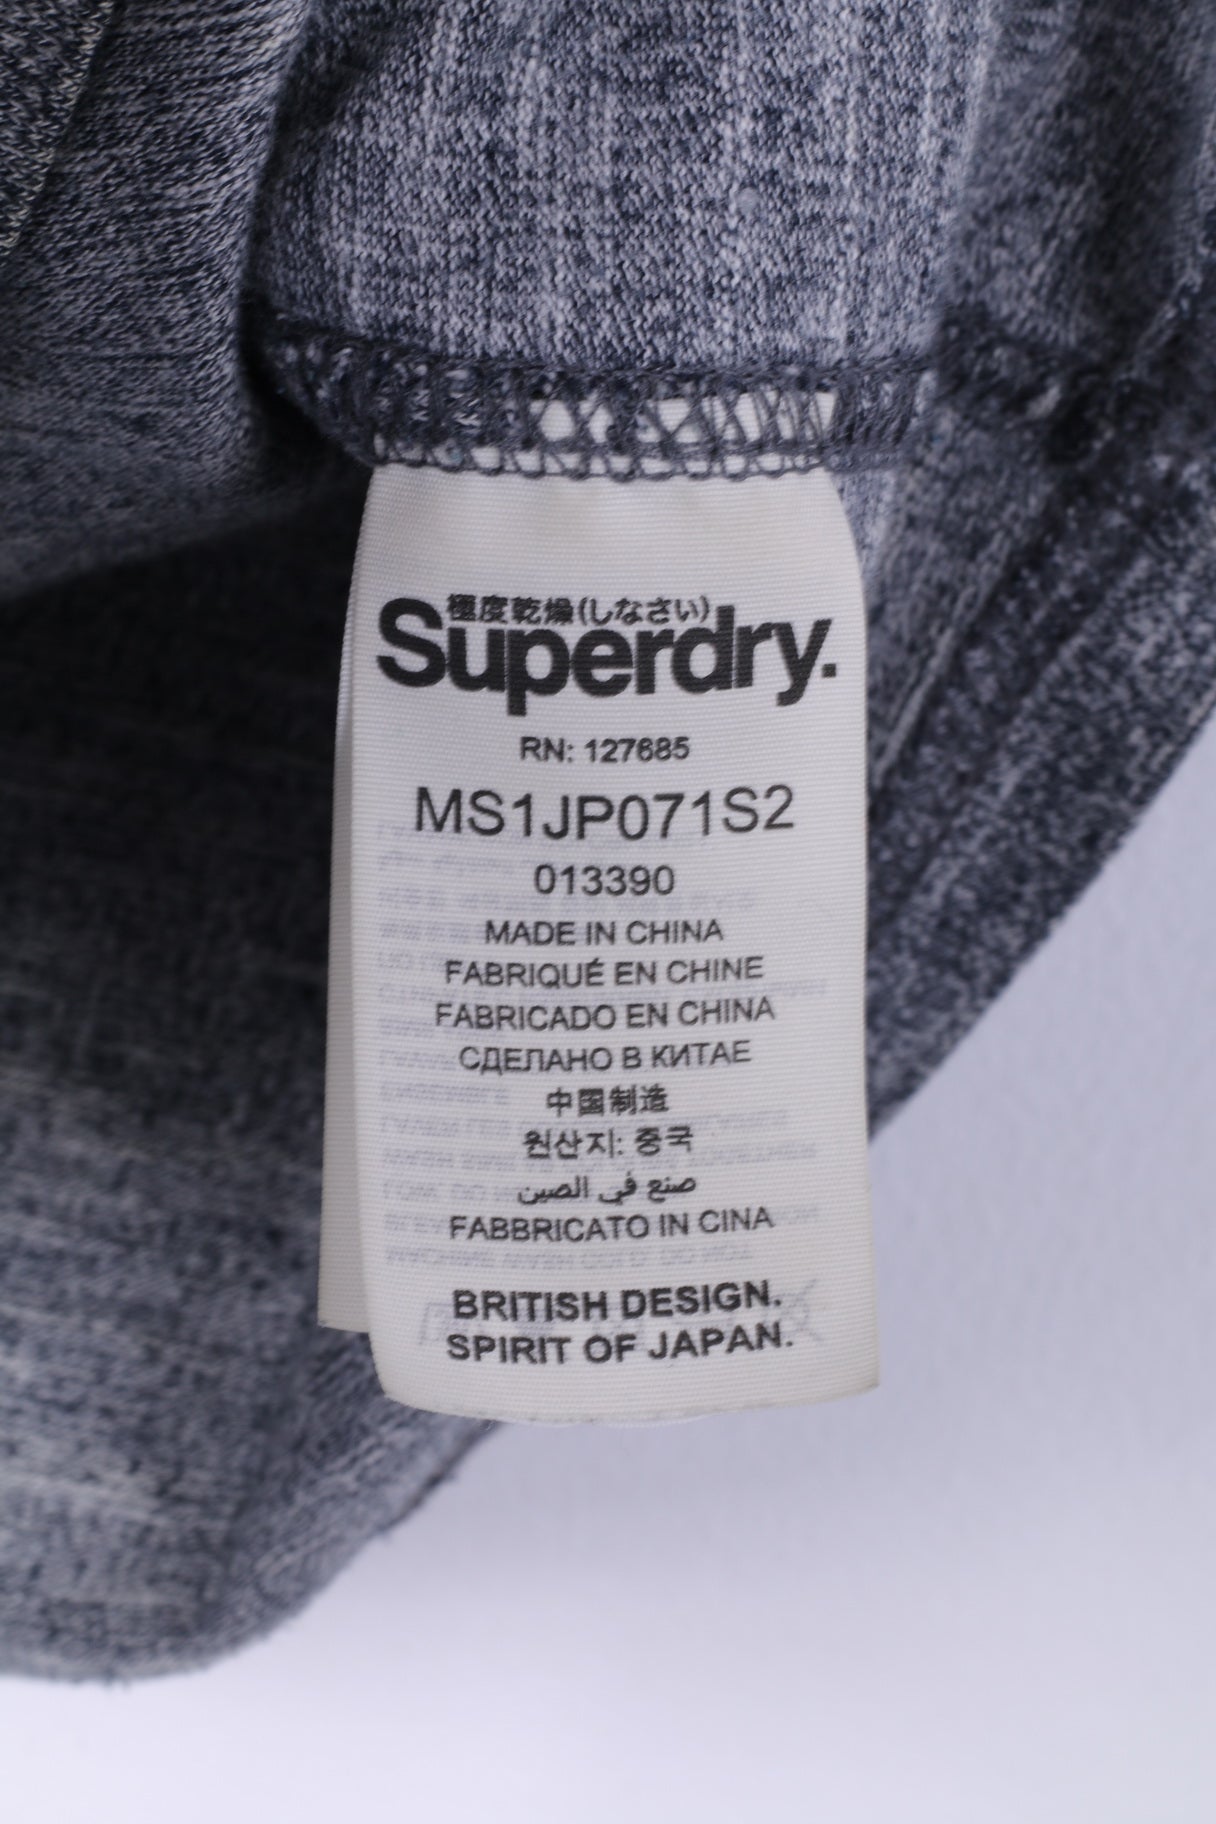 極度乾燥(しなさい)
Superdry.
RN: 127685
MS1JP071S2
013390
MADE IN CHINA
FABRIQUÉ EN CHINE
FABRICADO EN CHINA
СДЕЛАНО В КИТАЕ
中国制造
원산지: 중국
صنع في الصين
FABBRICATO IN CINA
BRITISH DESIGN.
SPIRIT OF JAPAN.